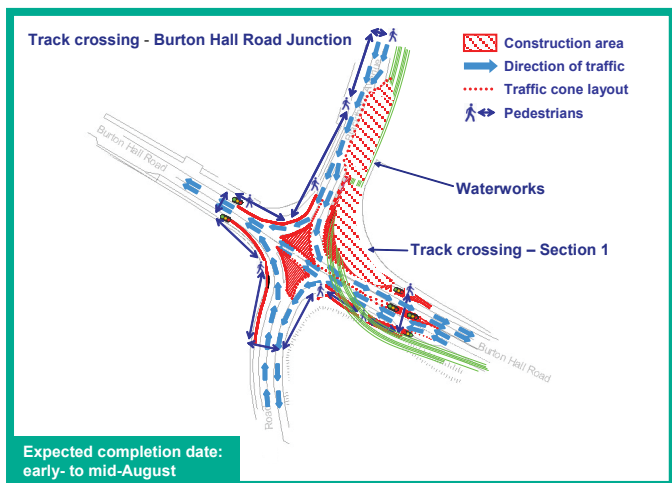 Track crossing - Burton Hall Road Junction
Construction area
Direction of traffic
Traffic cone layout
Pedestrians
Burton Hall Road
Waterworks
Track crossing – Section 1
Burton Hall Road
Road
Expected completion date:
early- to mid-August